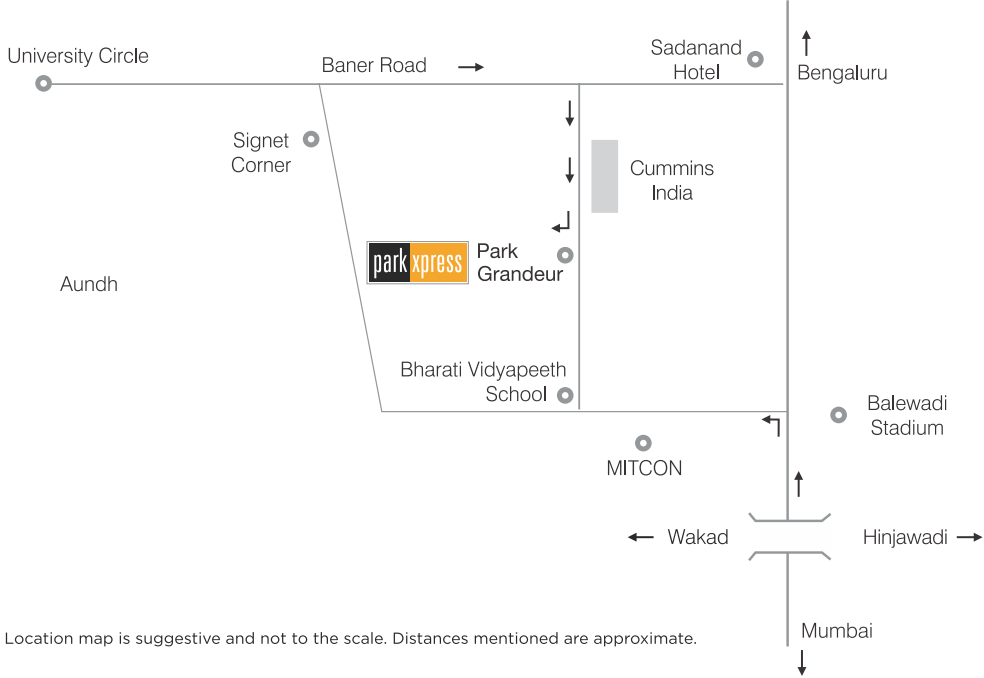 University Circle
Baner Road
Sadanand
Hotel
Bengaluru
Signet
Corner
Cummins
India
park xpress
Park
Grandeur
Aundh
Bharati Vidyapeeth
School
Balewadi
Stadium
MITCON
Wakad
Hinjawadi
Mumbai
Location map is suggestive and not to the scale. Distances mentioned are approximate.